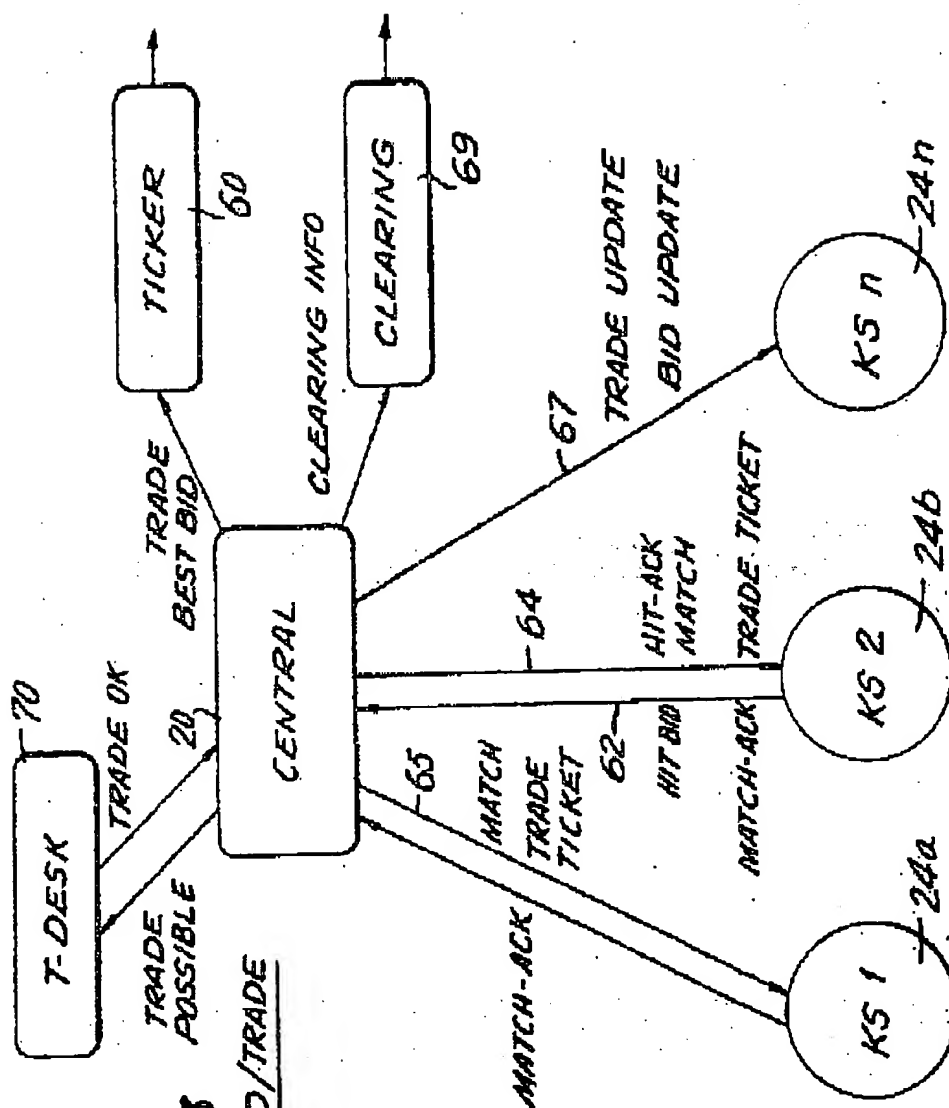 70
T-DESK
TRADE OK
TRADE
POSSIBLE
20
CENTRAL
TRADE
BEST BID
TICKER
60
CLEARING INFO
CLEARING
69
D/TRADE
MATCH-ACK
65
MATCH
TRADE
TICKET
62
HIT BID
MATCH-ACK
64
HIT-ACK
MATCH
TRADE TICKET
67
TRADE UPDATE
BID UPDATE
KS 1
24a
KS 2
24b
KS n
24n